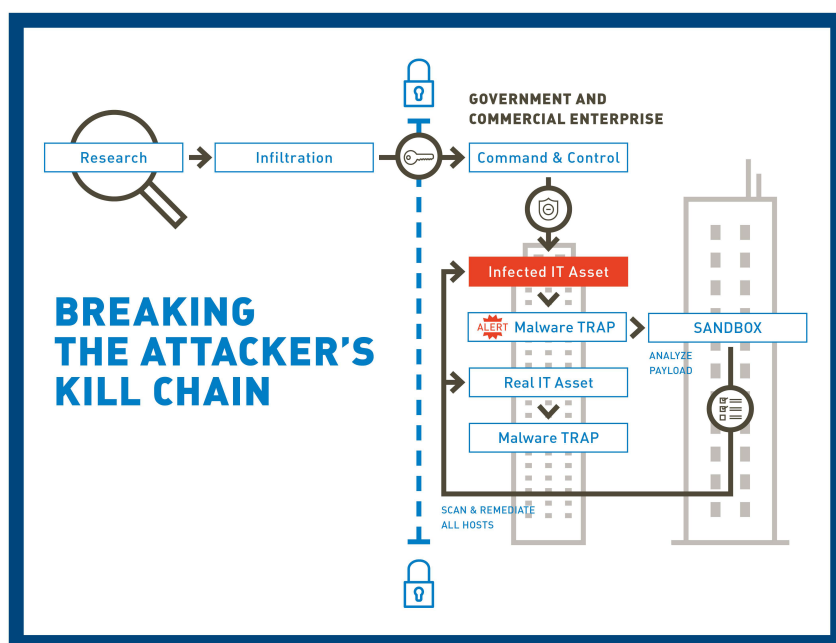 GOVERNMENT AND
COMMERCIAL ENTERPRISE
Research
Infiltration
Command & Control
Infected IT Asset
ALERT
Malware TRAP
SANDBOX
ANALYZE
PAYLOAD
Real IT Asset
Malware TRAP
SCAN & REMEDIATE
ALL HOSTS
BREAKING
THE ATTACKER'S
KILL CHAIN